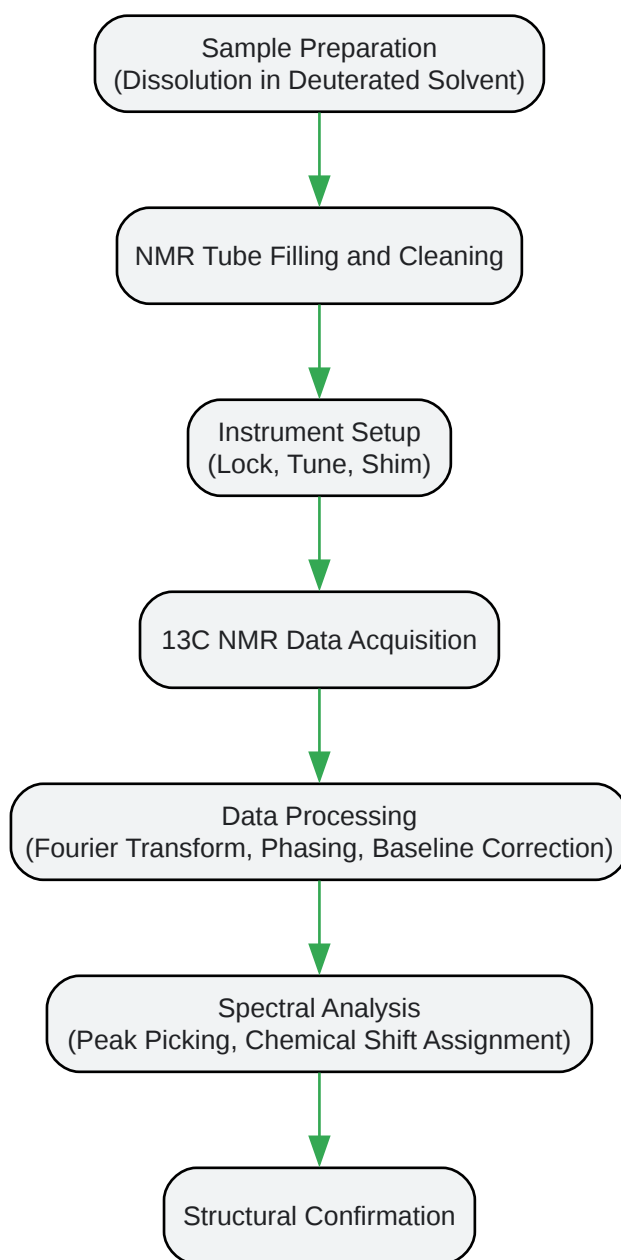 Sample Preparation
(Dissolution in Deuterated Solvent)
NMR Tube Filling and Cleaning
Instrument Setup
(Lock, Tune, Shim)
13C NMR Data Acquisition
Data Processing
(Fourier Transform, Phasing, Baseline Correction)
Spectral Analysis
(Peak Picking, Chemical Shift Assignment)
Structural Confirmation